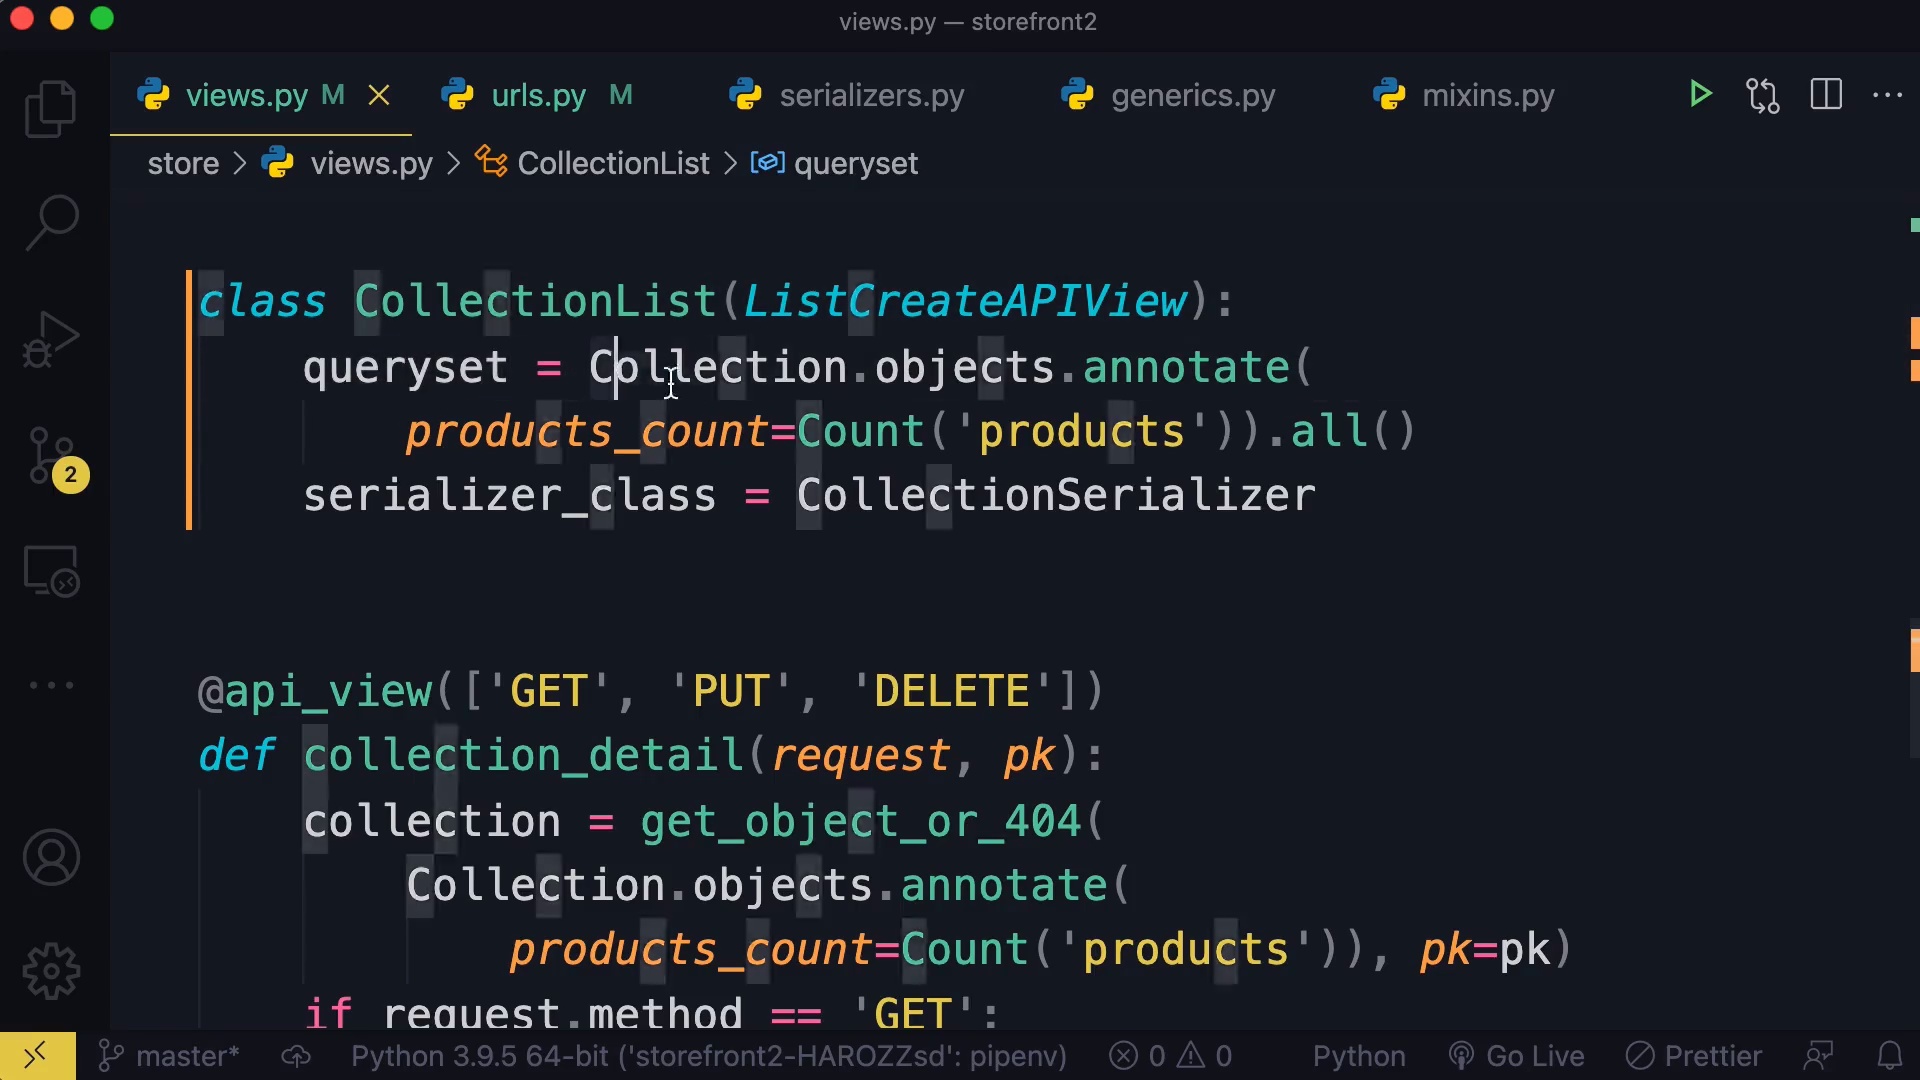 views.py — storefront2
views.py M urls.py M serializers.py generics.py mixins.py
store > views.py > CollectionList > queryset
class CollectionList(ListCreateAPIView):
queryset = Collection.objects.annotate(
products_count=Count('products')).all()
serializer_class = CollectionSerializer
@api_view(['GET', 'PUT', 'DELETE'])
def collection_detail(request, pk):
collection = get_object_or_404(
Collection.objects.annotate(
products_count=Count('products')), pk=pk)
if request.method == 'GET':
2
master* Python 3.9.5 64-bit ('storefront2-HAROZZsd': pipenv) 0 0 Python Go Live Prettier